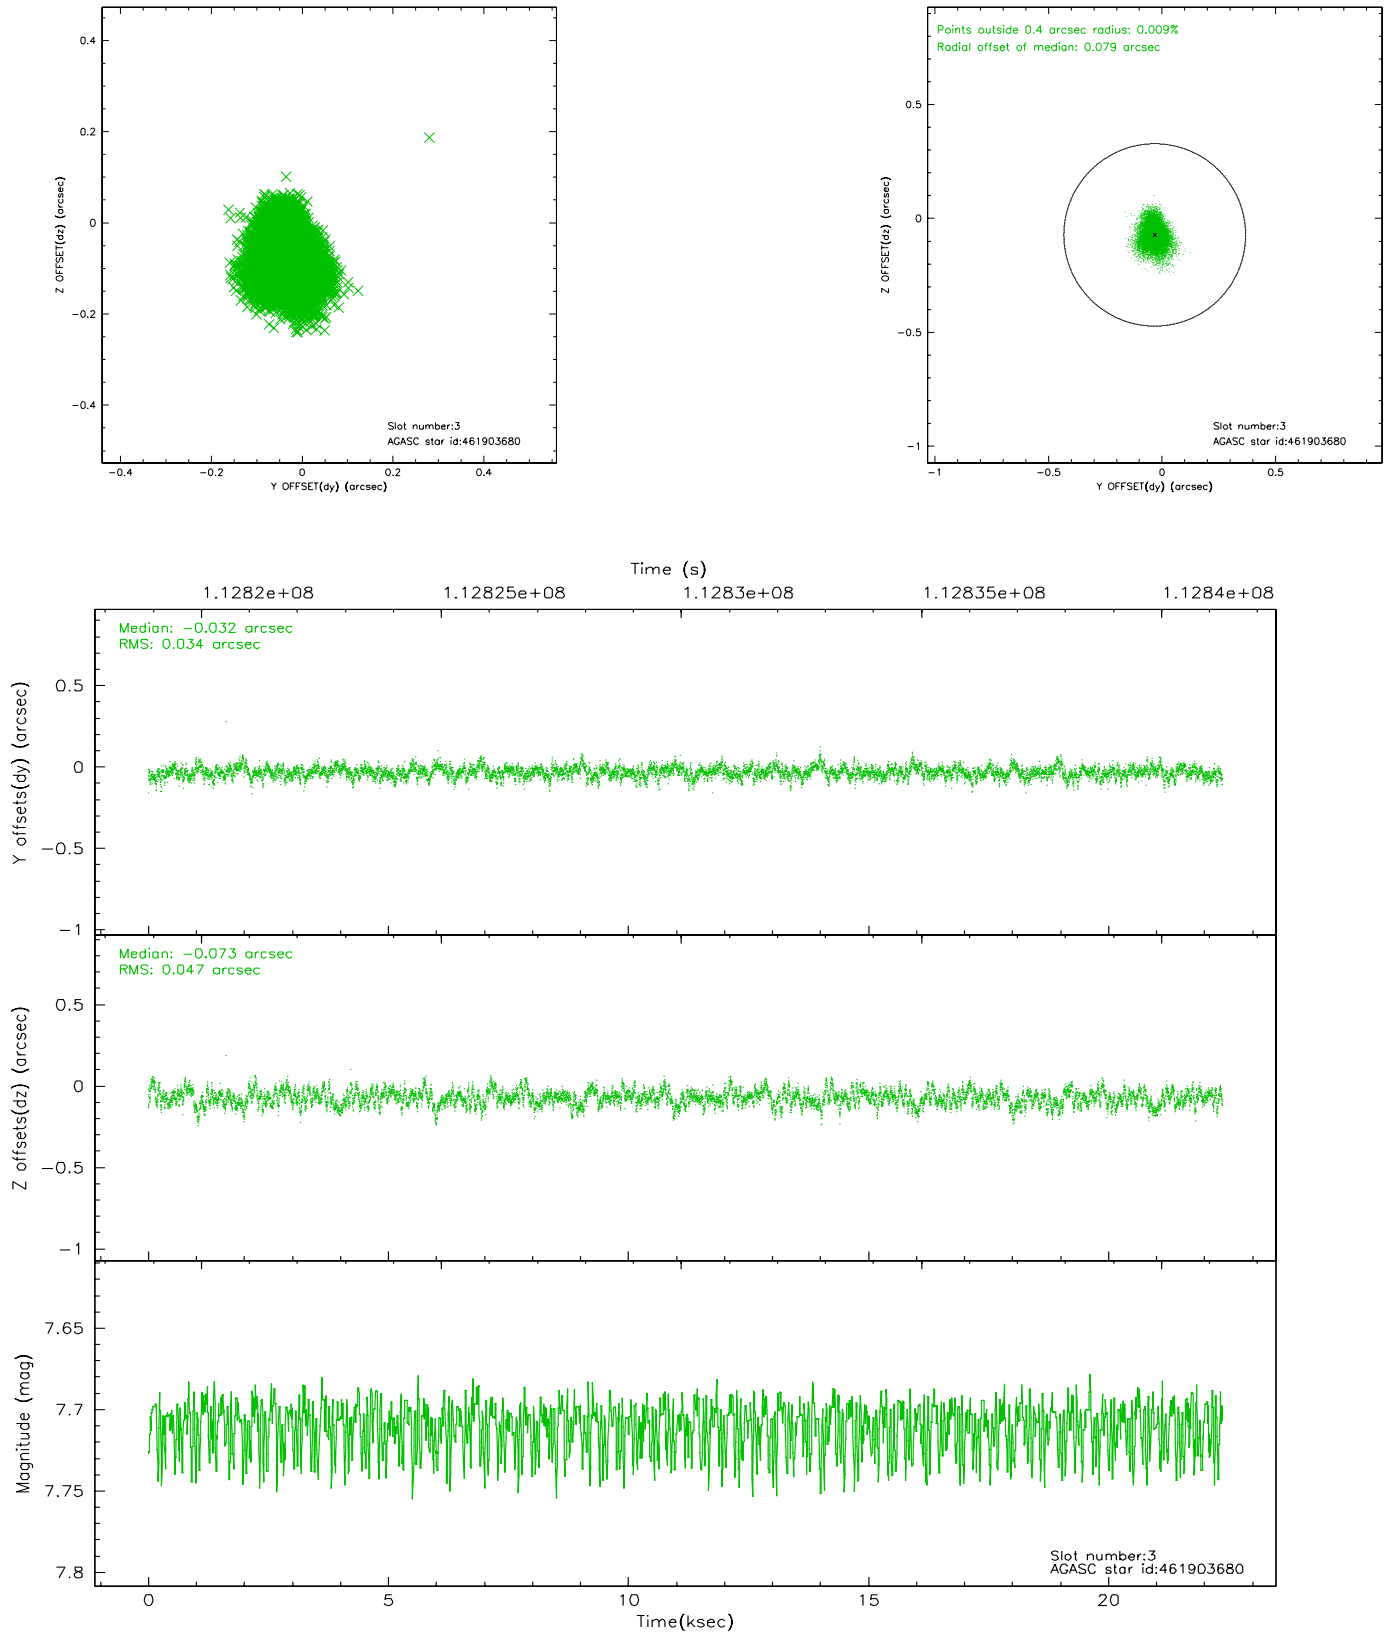 0.4
0.2
0
−0.2
−0.4
Z OFFSET(dz) (arcsec)
Slot number:3
AGASC star id:461903680
−0.4 −0.2 0 0.2 0.4
Y OFFSET(dy) (arcsec)
Points outside 0.4 arcsec radius: 0.009%
Radial offset of median: 0.079 arcsec
0.5
0
−0.5
−1
Z OFFSET(dz) (arcsec)
Slot number:3
AGASC star id:461903680
−1 −0.5 0 0.5
Y OFFSET(dy) (arcsec)
Time (s)
1.1282e+08 1.12825e+08 1.1283e+08 1.12835e+08 1.1284e+08
Median: −0.032 arcsec
RMS: 0.034 arcsec
0.5
0
−0.5
−1
Y offsets(dy) (arcsec)
Median: −0.073 arcsec
RMS: 0.047 arcsec
0.5
0
−0.5
−1
Z offsets(dz) (arcsec)
7.65
7.7
7.75
7.8
Magnitude (mag)
Slot number:3
AGASC star id:461903680
0 5 10 15 20
Time(ksec)